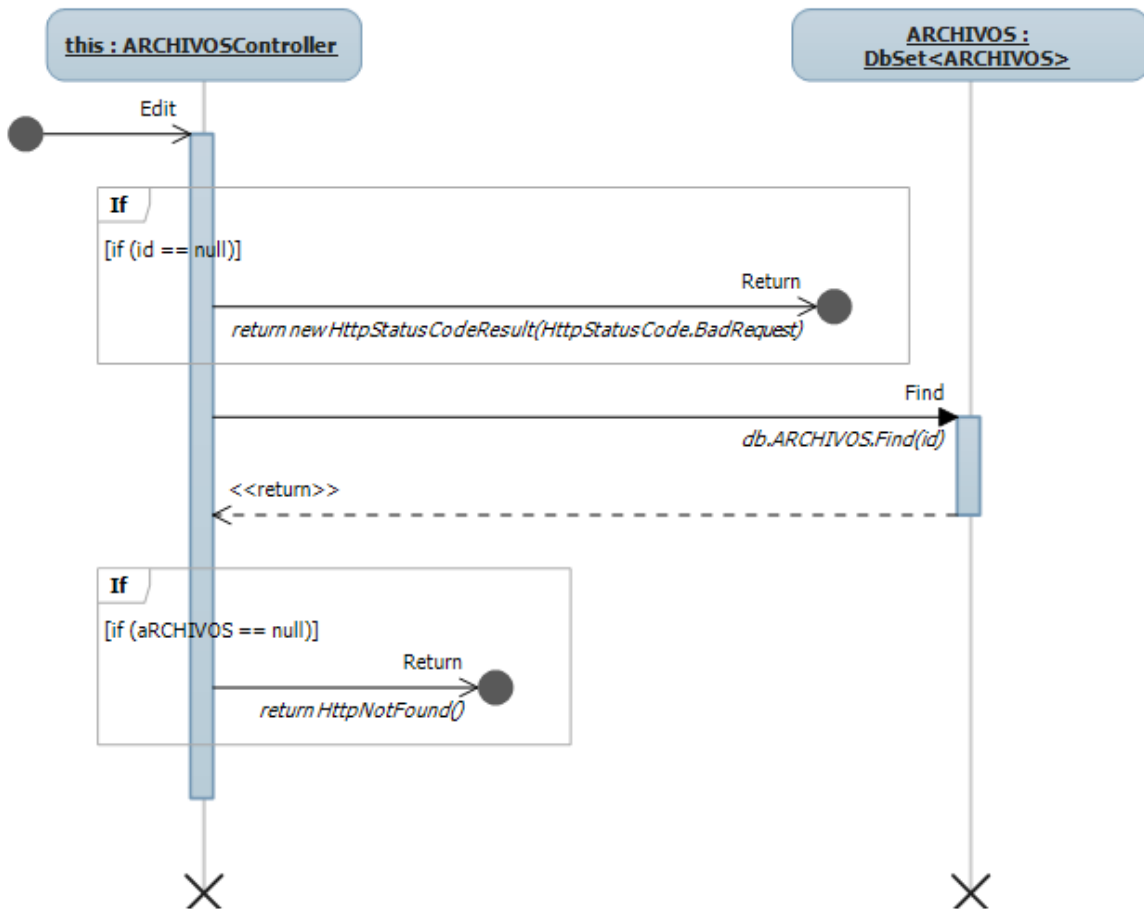 this : ARCHIVOSController
ARCHIVOS :
DbSet<ARCHIVOS>
Edit
If
[if (id == null)]
Return
return new HttpStatusCodeResult(HttpStatusCode.BadRequest)
Find
db.ARCHIVOS.Find(id)
<<return>>
If
[if (aRCHIVOS == null)]
Return
return HttpNotFound()